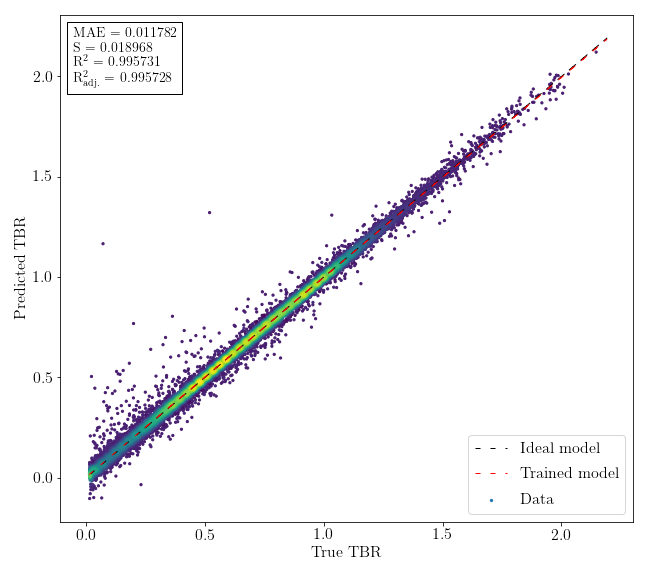 MAE = 0.011782
S = 0.018968
R² = 0.995731
R²adj. = 0.995728
Predicted TBR
2.0
1.5
1.0
0.5
0.0
Ideal model
Trained model
Data
0.0 0.5 1.0 1.5 2.0
True TBR